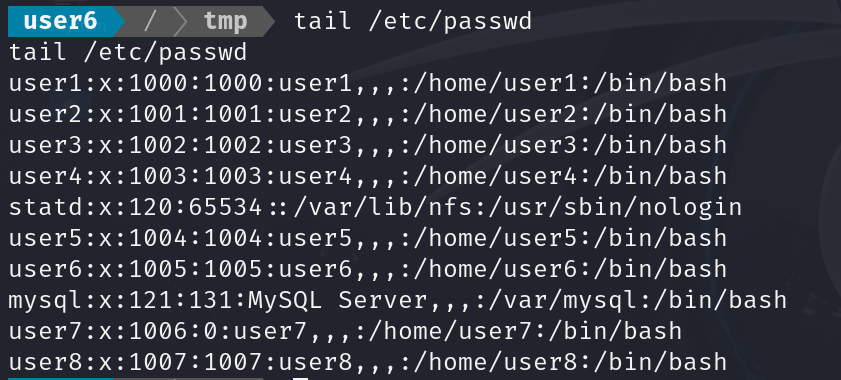 user6 / tmp tail /etc/passwd
tail /etc/passwd
user1:x:1000:1000:user1,,,:/home/user1:/bin/bash
user2:x:1001:1001:user2,,,:/home/user2:/bin/bash
user3:x:1002:1002:user3,,,:/home/user3:/bin/bash
user4:x:1003:1003:user4,,,:/home/user4:/bin/bash
statd:x:120:65534::/var/lib/nfs:/usr/sbin/nologin
user5:x:1004:1004:user5,,,:/home/user5:/bin/bash
user6:x:1005:1005:user6,,,:/home/user6:/bin/bash
mysql:x:121:131:MySQL Server,,,:/var/mysql:/bin/bash
user7:x:1006:0:user7,,,:/home/user7:/bin/bash
user8:x:1007:1007:user8,,,:/home/user8:/bin/bash